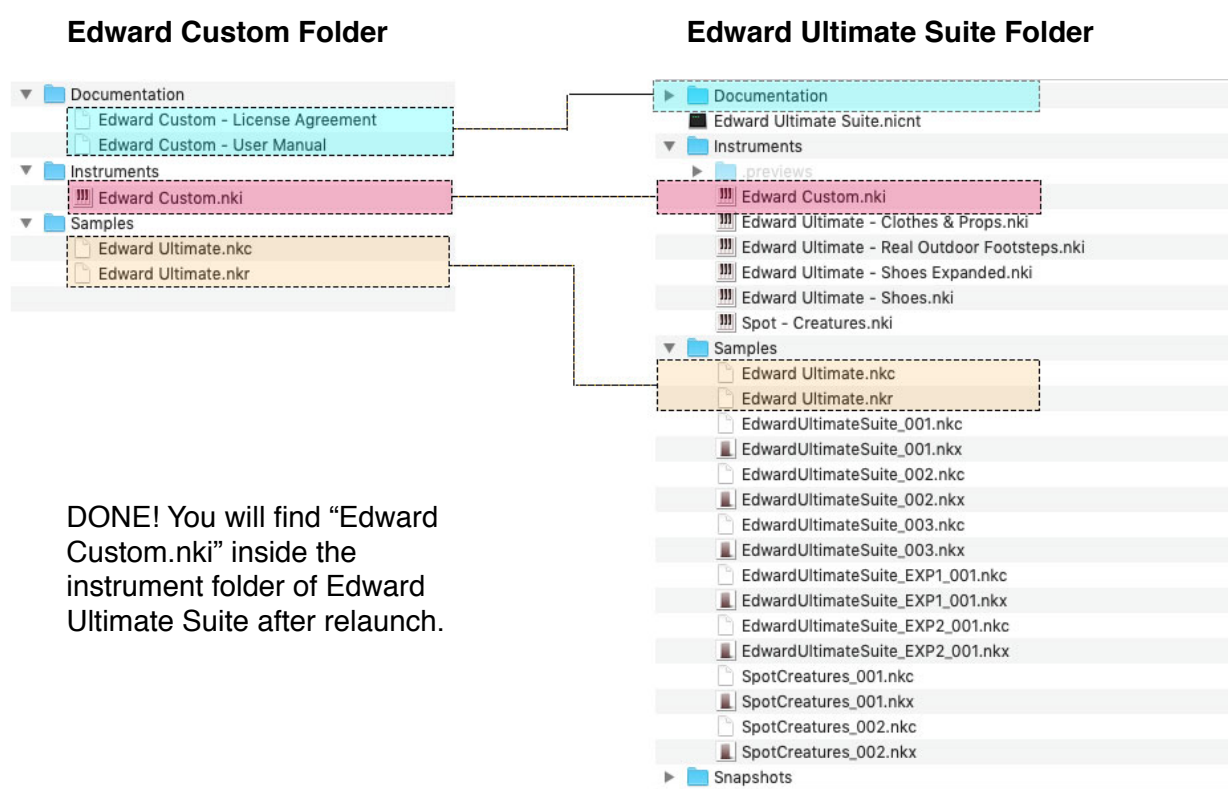 Edward Custom Folder
Documentation
Edward Custom - License Agreement
Edward Custom - User Manual
Instruments
Edward Custom.nki
Samples
Edward Ultimate.nkc
Edward Ultimate.nkr
DONE! You will find “Edward
Custom.nki” inside the
instrument folder of Edward
Ultimate Suite after relaunch.
Edward Ultimate Suite Folder
Documentation
Edward Ultimate Suite.nicnt
Instruments
.previews
Edward Custom.nki
Edward Ultimate - Clothes & Props.nki
Edward Ultimate - Real Outdoor Footsteps.nki
Edward Ultimate - Shoes Expanded.nki
Edward Ultimate - Shoes.nki
Spot - Creatures.nki
Samples
Edward Ultimate.nkc
Edward Ultimate.nkr
EdwardUltimateSuite_001.nkc
EdwardUltimateSuite_001.nkx
EdwardUltimateSuite_002.nkc
EdwardUltimateSuite_002.nkx
EdwardUltimateSuite_003.nkc
EdwardUltimateSuite_003.nkx
EdwardUltimateSuite_EXP1_001.nkc
EdwardUltimateSuite_EXP1_001.nkx
EdwardUltimateSuite_EXP2_001.nkc
EdwardUltimateSuite_EXP2_001.nkx
SpotCreatures_001.nkc
SpotCreatures_001.nkx
SpotCreatures_002.nkc
SpotCreatures_002.nkx
Snapshots